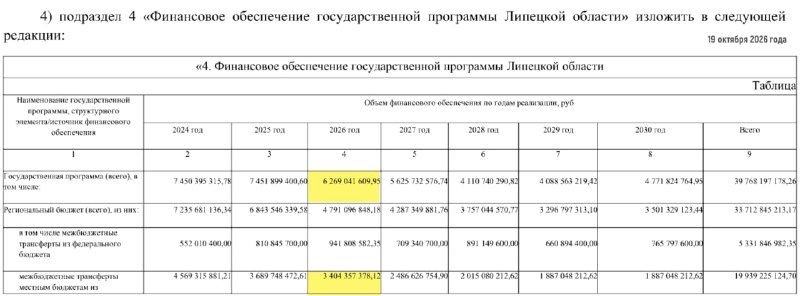 4) подраздел 4 «Финансовое обеспечение государственной программы Липецкой области» изложить в следующей
редакции:
19 октября 2026 года
«4. Финансовое обеспечение государственной программы Липецкой области
Таблица
Наименование государственной программы, структурного элемента/источник финансового обеспечения
Объем финансового обеспечения по годам реализации, руб
2024 год 2025 год 2026 год 2027 год 2028 год 2029 год 2030 год Всего
1 2 3 4 5 6 7 8 9
Государственная программа (всего), в том числе: 7 450 395 315,78 7 451 899 400,60 6 269 041 609,95 5 625 732 576,74 4 110 740 290,82 4 088 563 219,42 4 771 824 764,95 39 768 197 178,26
Региональный бюджет (всего), из них: 7 235 681 136,34 6 843 546 339,58 4 791 096 848,18 4 287 349 881,76 3 757 044 570,77 3 296 797 313,10 3 501 329 123,44 33 712 845 213,17
в том числе межбюджетные трансферты из федерального бюджета 552 010 400,00 810 845 700,00 941 808 582,35 709 340 700,00 891 149 600,00 660 894 400,00 765 797 600,00 5 331 846 982,35
межбюджетные трансферты местным бюджетам из 4 569 315 881,21 3 689 748 472,61 3 404 357 378,12 2 486 626 754,90 2 015 080 212,62 1 887 048 212,62 1 887 048 212,62 19 939 225 124,70